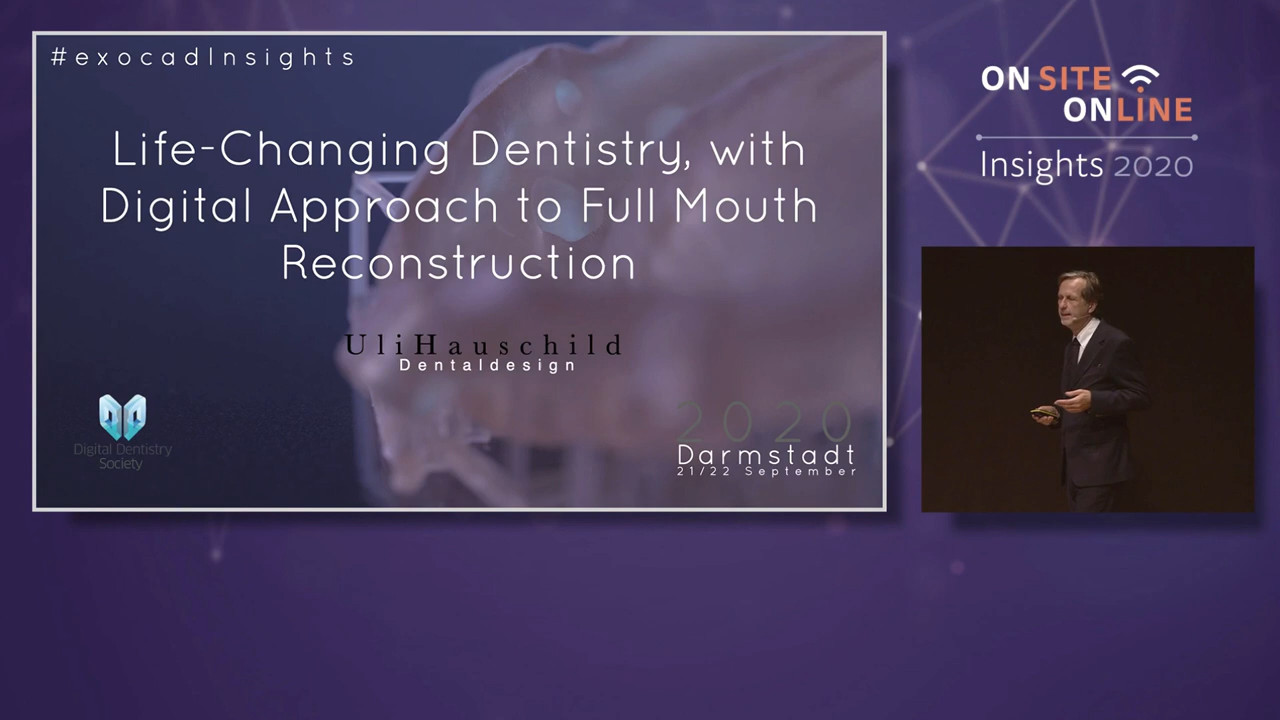 #exocadInsights
Life-Changing Dentistry, with
Digital Approach to Full Mouth
Reconstruction
UliHauschild
Dentaldesign
Digital Dentistry
Society
2020
Darmstadt
21/22 September
ON SITE
ONLINE
Insights 2020